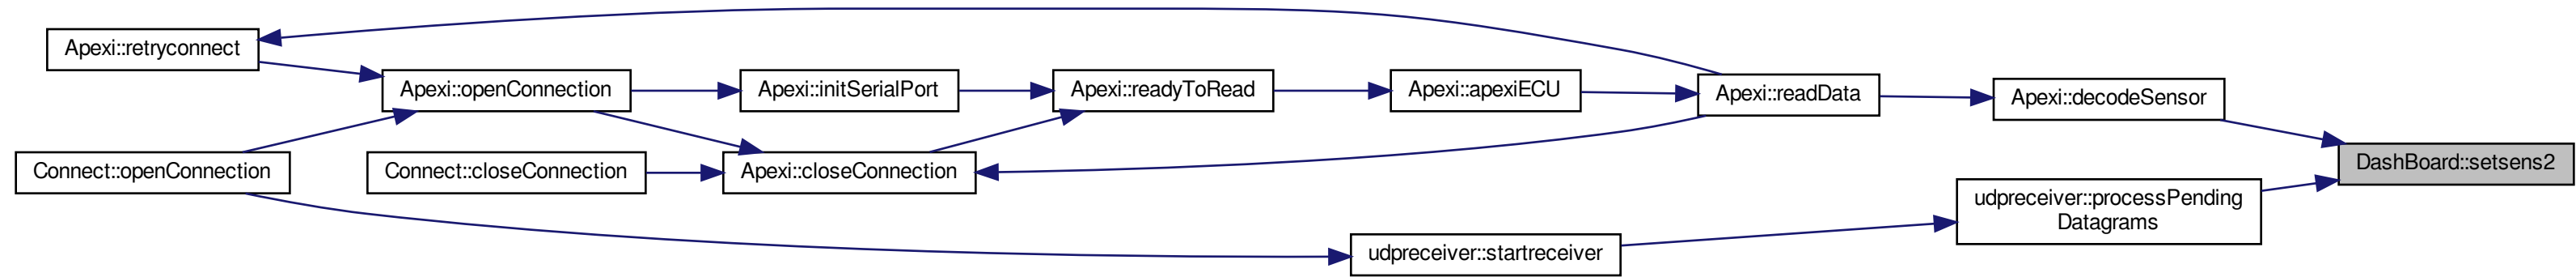 Apexi::retryconnect
Apexi::openConnection
Apexi::initSerialPort
Apexi::readyToRead
Apexi::apexiECU
Apexi::readData
Apexi::decodeSensor
DashBoard::setsens2
Connect::openConnection
Connect::closeConnection
Apexi::closeConnection
udpreceiver::processPending
Datagrams
udpreceiver::startreceiver